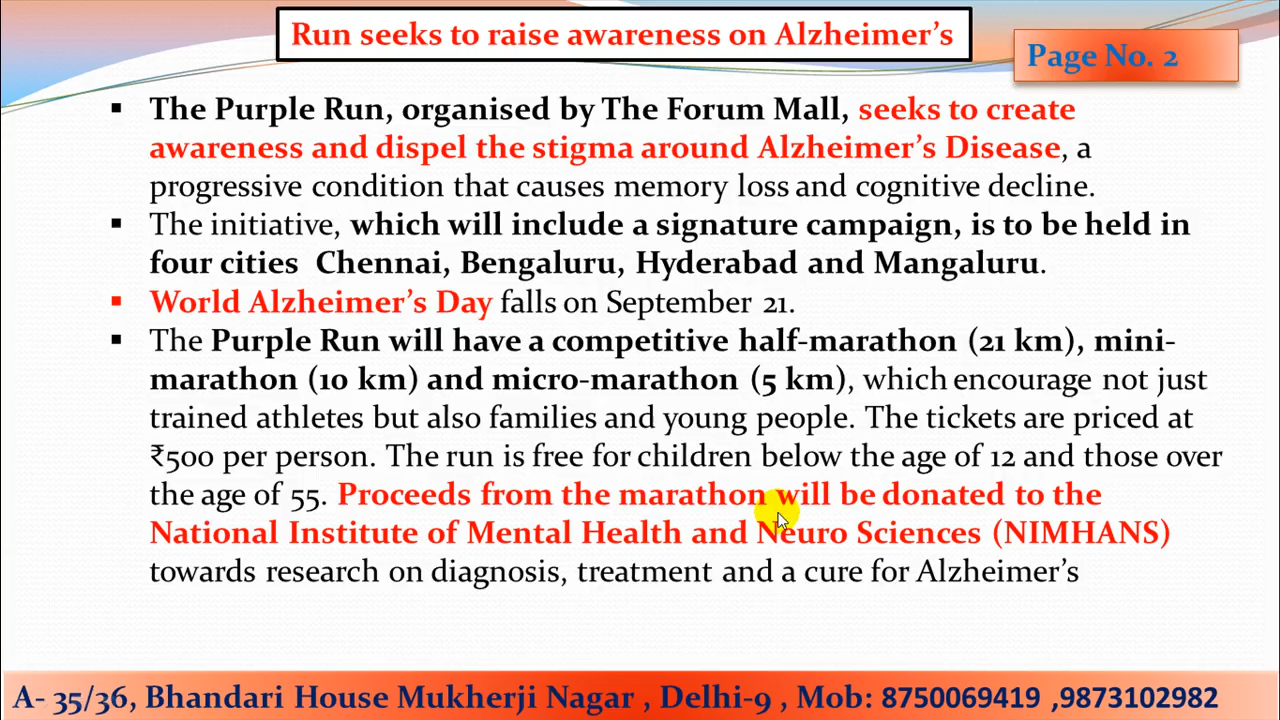 Run seeks to raise awareness on Alzheimer’s
Page No. 2
▪ The Purple Run, organised by The Forum Mall, seeks to create
awareness and dispel the stigma around Alzheimer’s Disease, a
progressive condition that causes memory loss and cognitive decline.
▪ The initiative, which will include a signature campaign, is to be held in
four cities  Chennai, Bengaluru, Hyderabad and Mangaluru.
▪ World Alzheimer’s Day falls on September 21.
▪ The Purple Run will have a competitive half-marathon (21 km), mini-
marathon (10 km) and micro-marathon (5 km), which encourage not just
trained athletes but also families and young people. The tickets are priced at
₹500 per person. The run is free for children below the age of 12 and those over
the age of 55. Proceeds from the marathon will be donated to the
National Institute of Mental Health and Neuro Sciences (NIMHANS)
towards research on diagnosis, treatment and a cure for Alzheimer’s
A- 35/36, Bhandari House Mukherji Nagar , Delhi-9 , Mob: 8750069419 ,9873102982